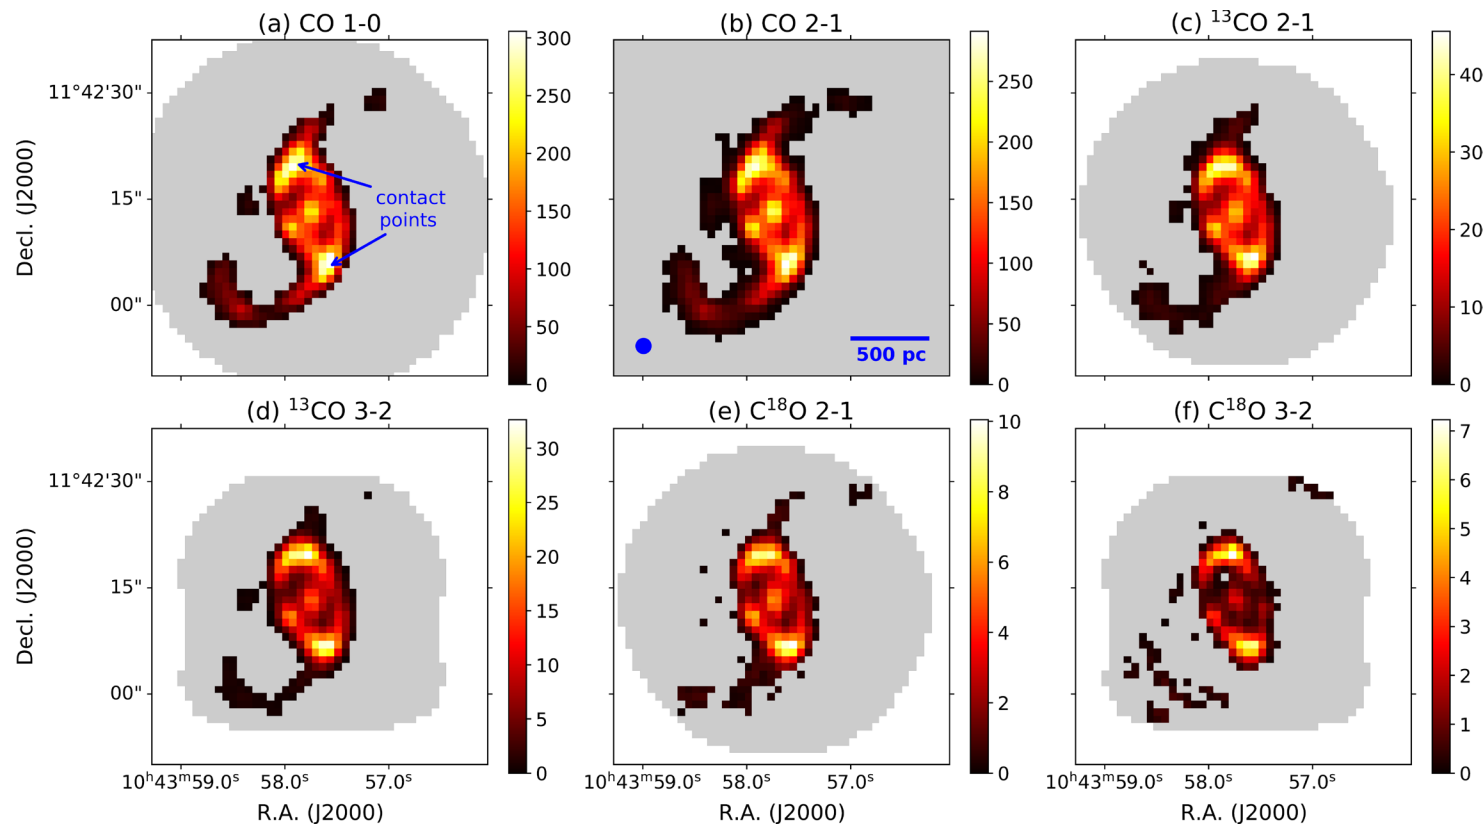 (a) CO 1-0
(b) CO 2-1
(c) ¹³CO 2-1
11°42'30"
15"
00"
Decl. (J2000)
contact
points
300
250
200
150
100
50
0
500 pc
250
200
150
100
50
0
40
30
20
10
0
(d) ¹³CO 3-2
(e) C¹⁸O 2-1
(f) C¹⁸O 3-2
11°42'30"
15"
00"
Decl. (J2000)
30
25
20
15
10
5
0
10
8
6
4
2
0
7
6
5
4
3
2
1
0
10ʰ43ᵐ59.0ˢ 58.0ˢ 57.0ˢ
R.A. (J2000)
10ʰ43ᵐ59.0ˢ 58.0ˢ 57.0ˢ
R.A. (J2000)
10ʰ43ᵐ59.0ˢ 58.0ˢ 57.0ˢ
R.A. (J2000)